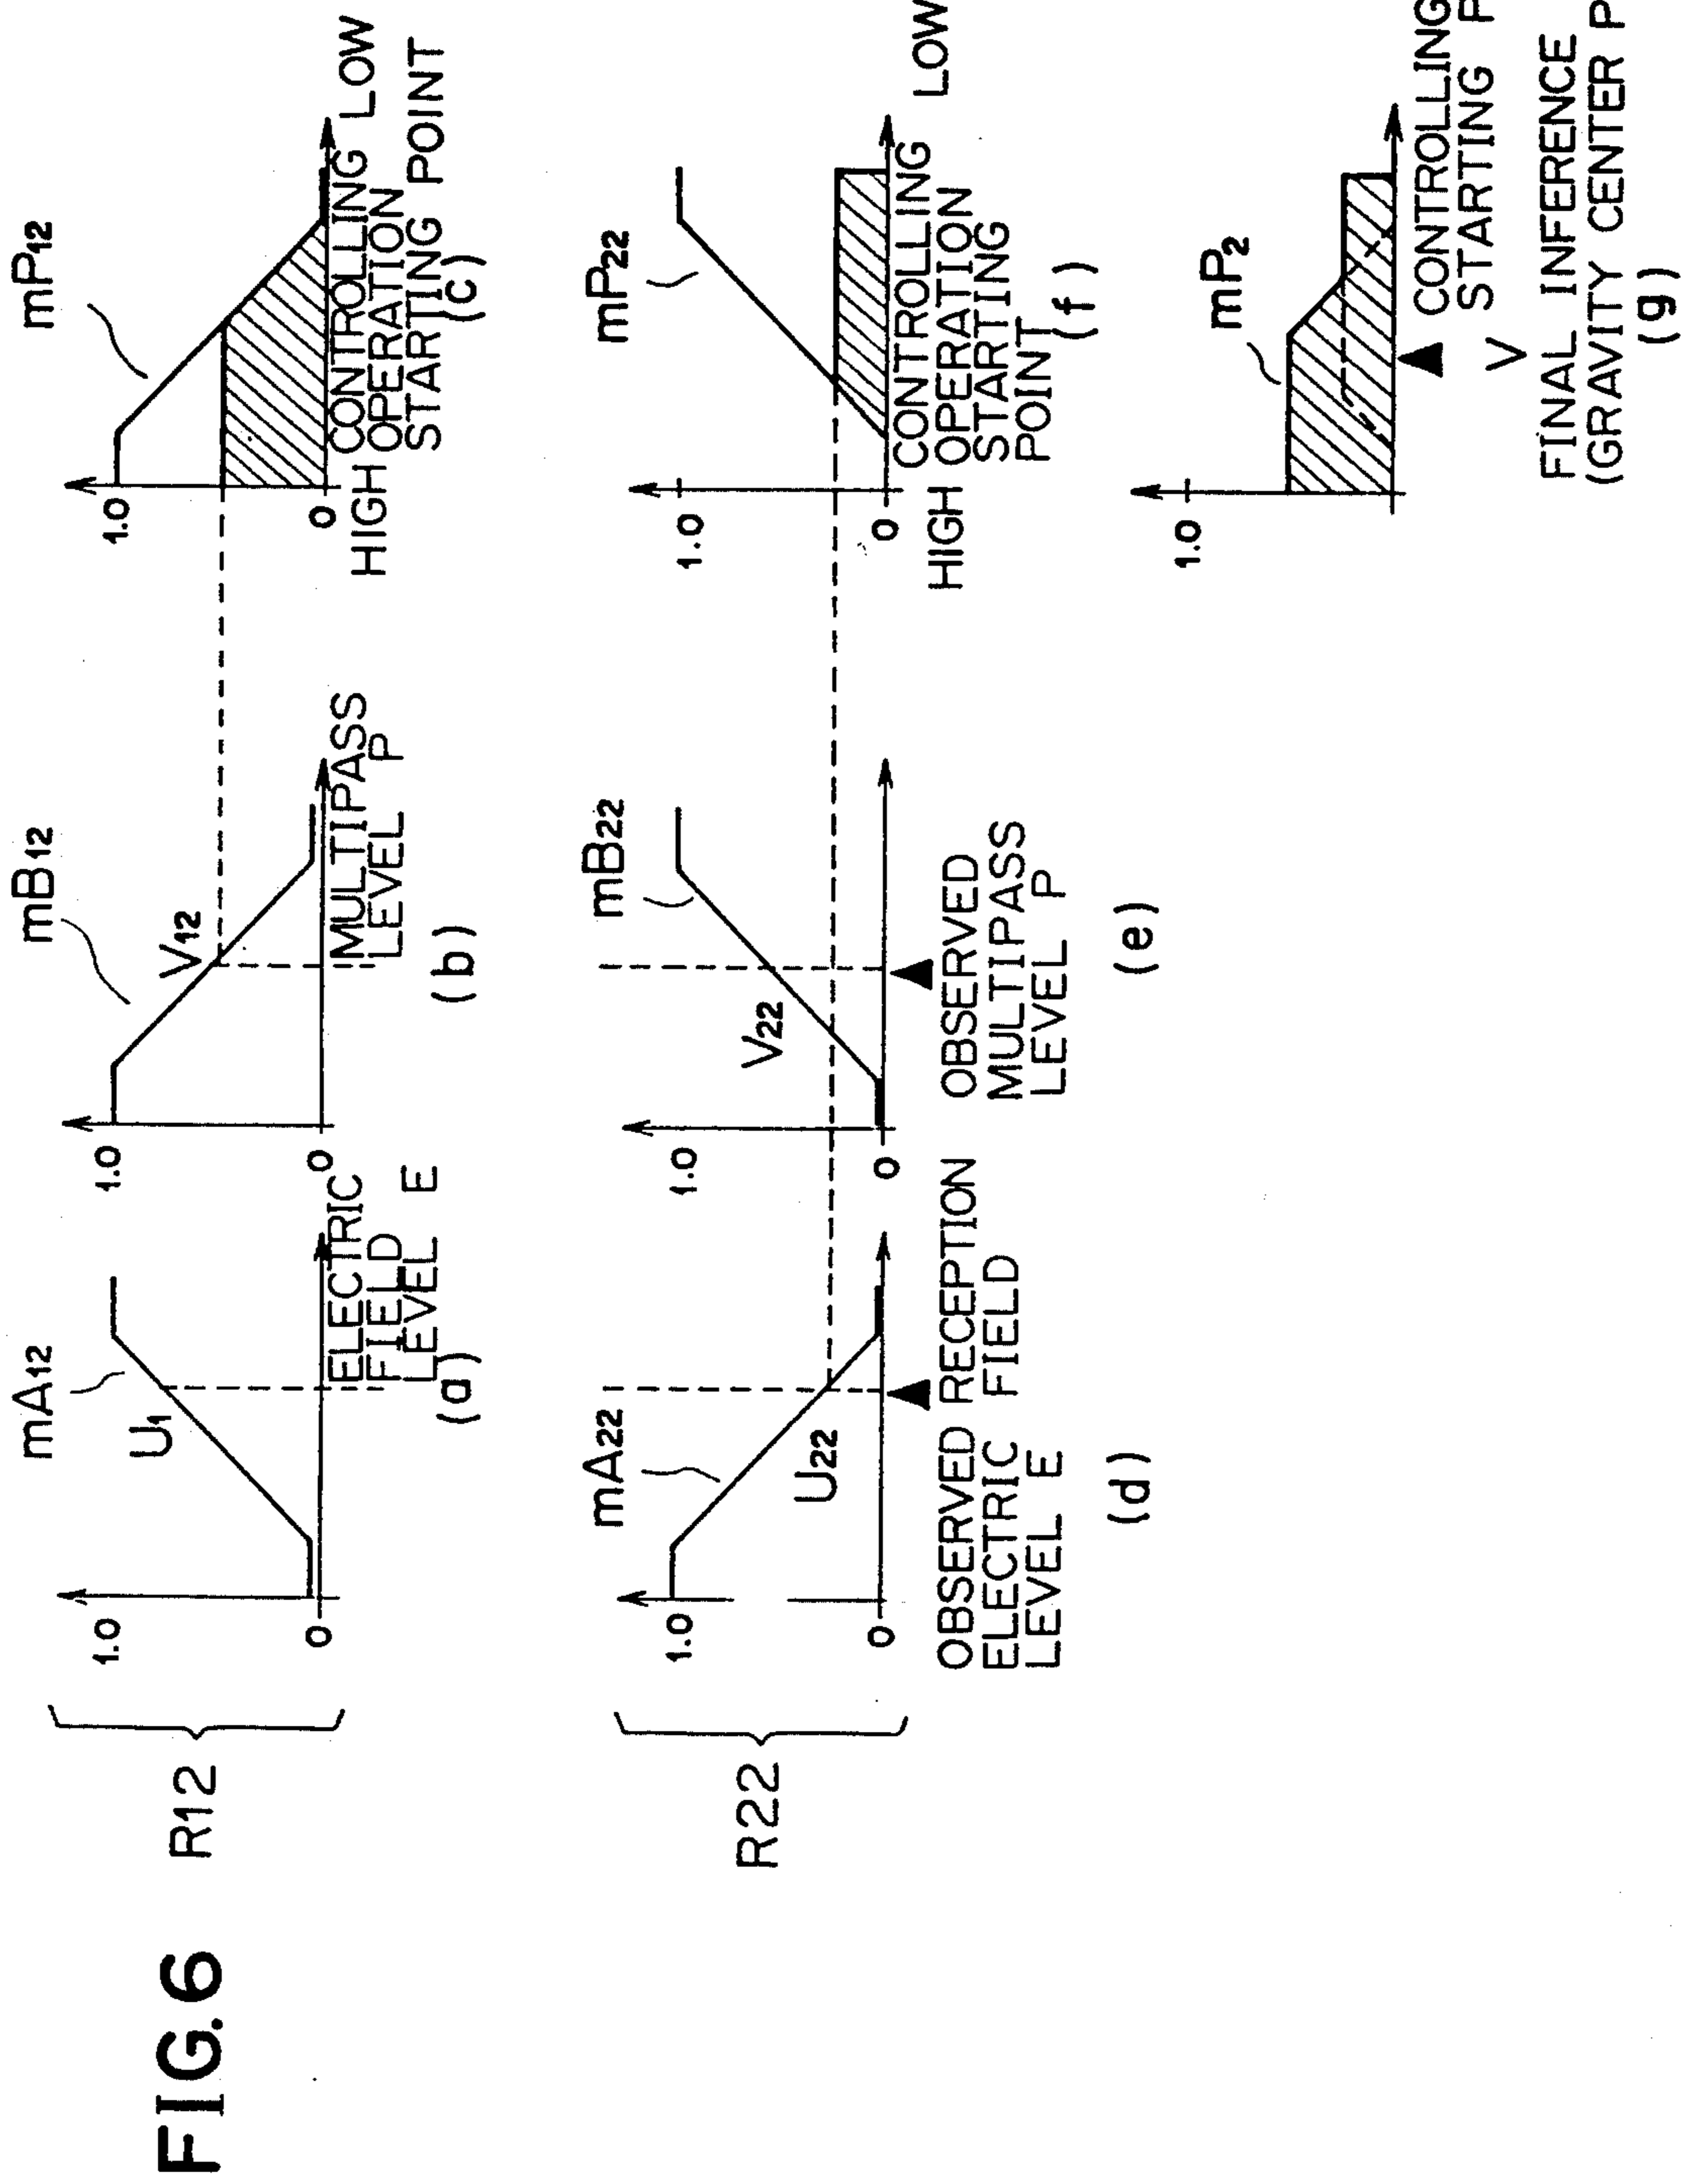 FIG.6
R12
mA12
1.0
U1
0
ELECTRIC
FIELD
LEVEL E
(a)
mB12
1.0
V12
0
MULTIPASS
LEVEL P
(b)
mP12
1.0
0
HIGH
CONTROLLING
OPERATION
STARTING POINT
LOW
(c)
R22
mA22
1.0
U22
0
OBSERVED RECEPTION
ELECTRIC FIELD
LEVEL E
(d)
mB22
1.0
V22
0
OBSERVED
MULTIPASS
LEVEL P
(e)
mP22
1.0
0
HIGH
CONTROLLING
OPERATION
STARTING
POINT
LOW
(f)
mP2
1.0
CONTROLLING
STARTING P
V
FINAL INFERENCE
(GRAVITY CENTER P
(g)